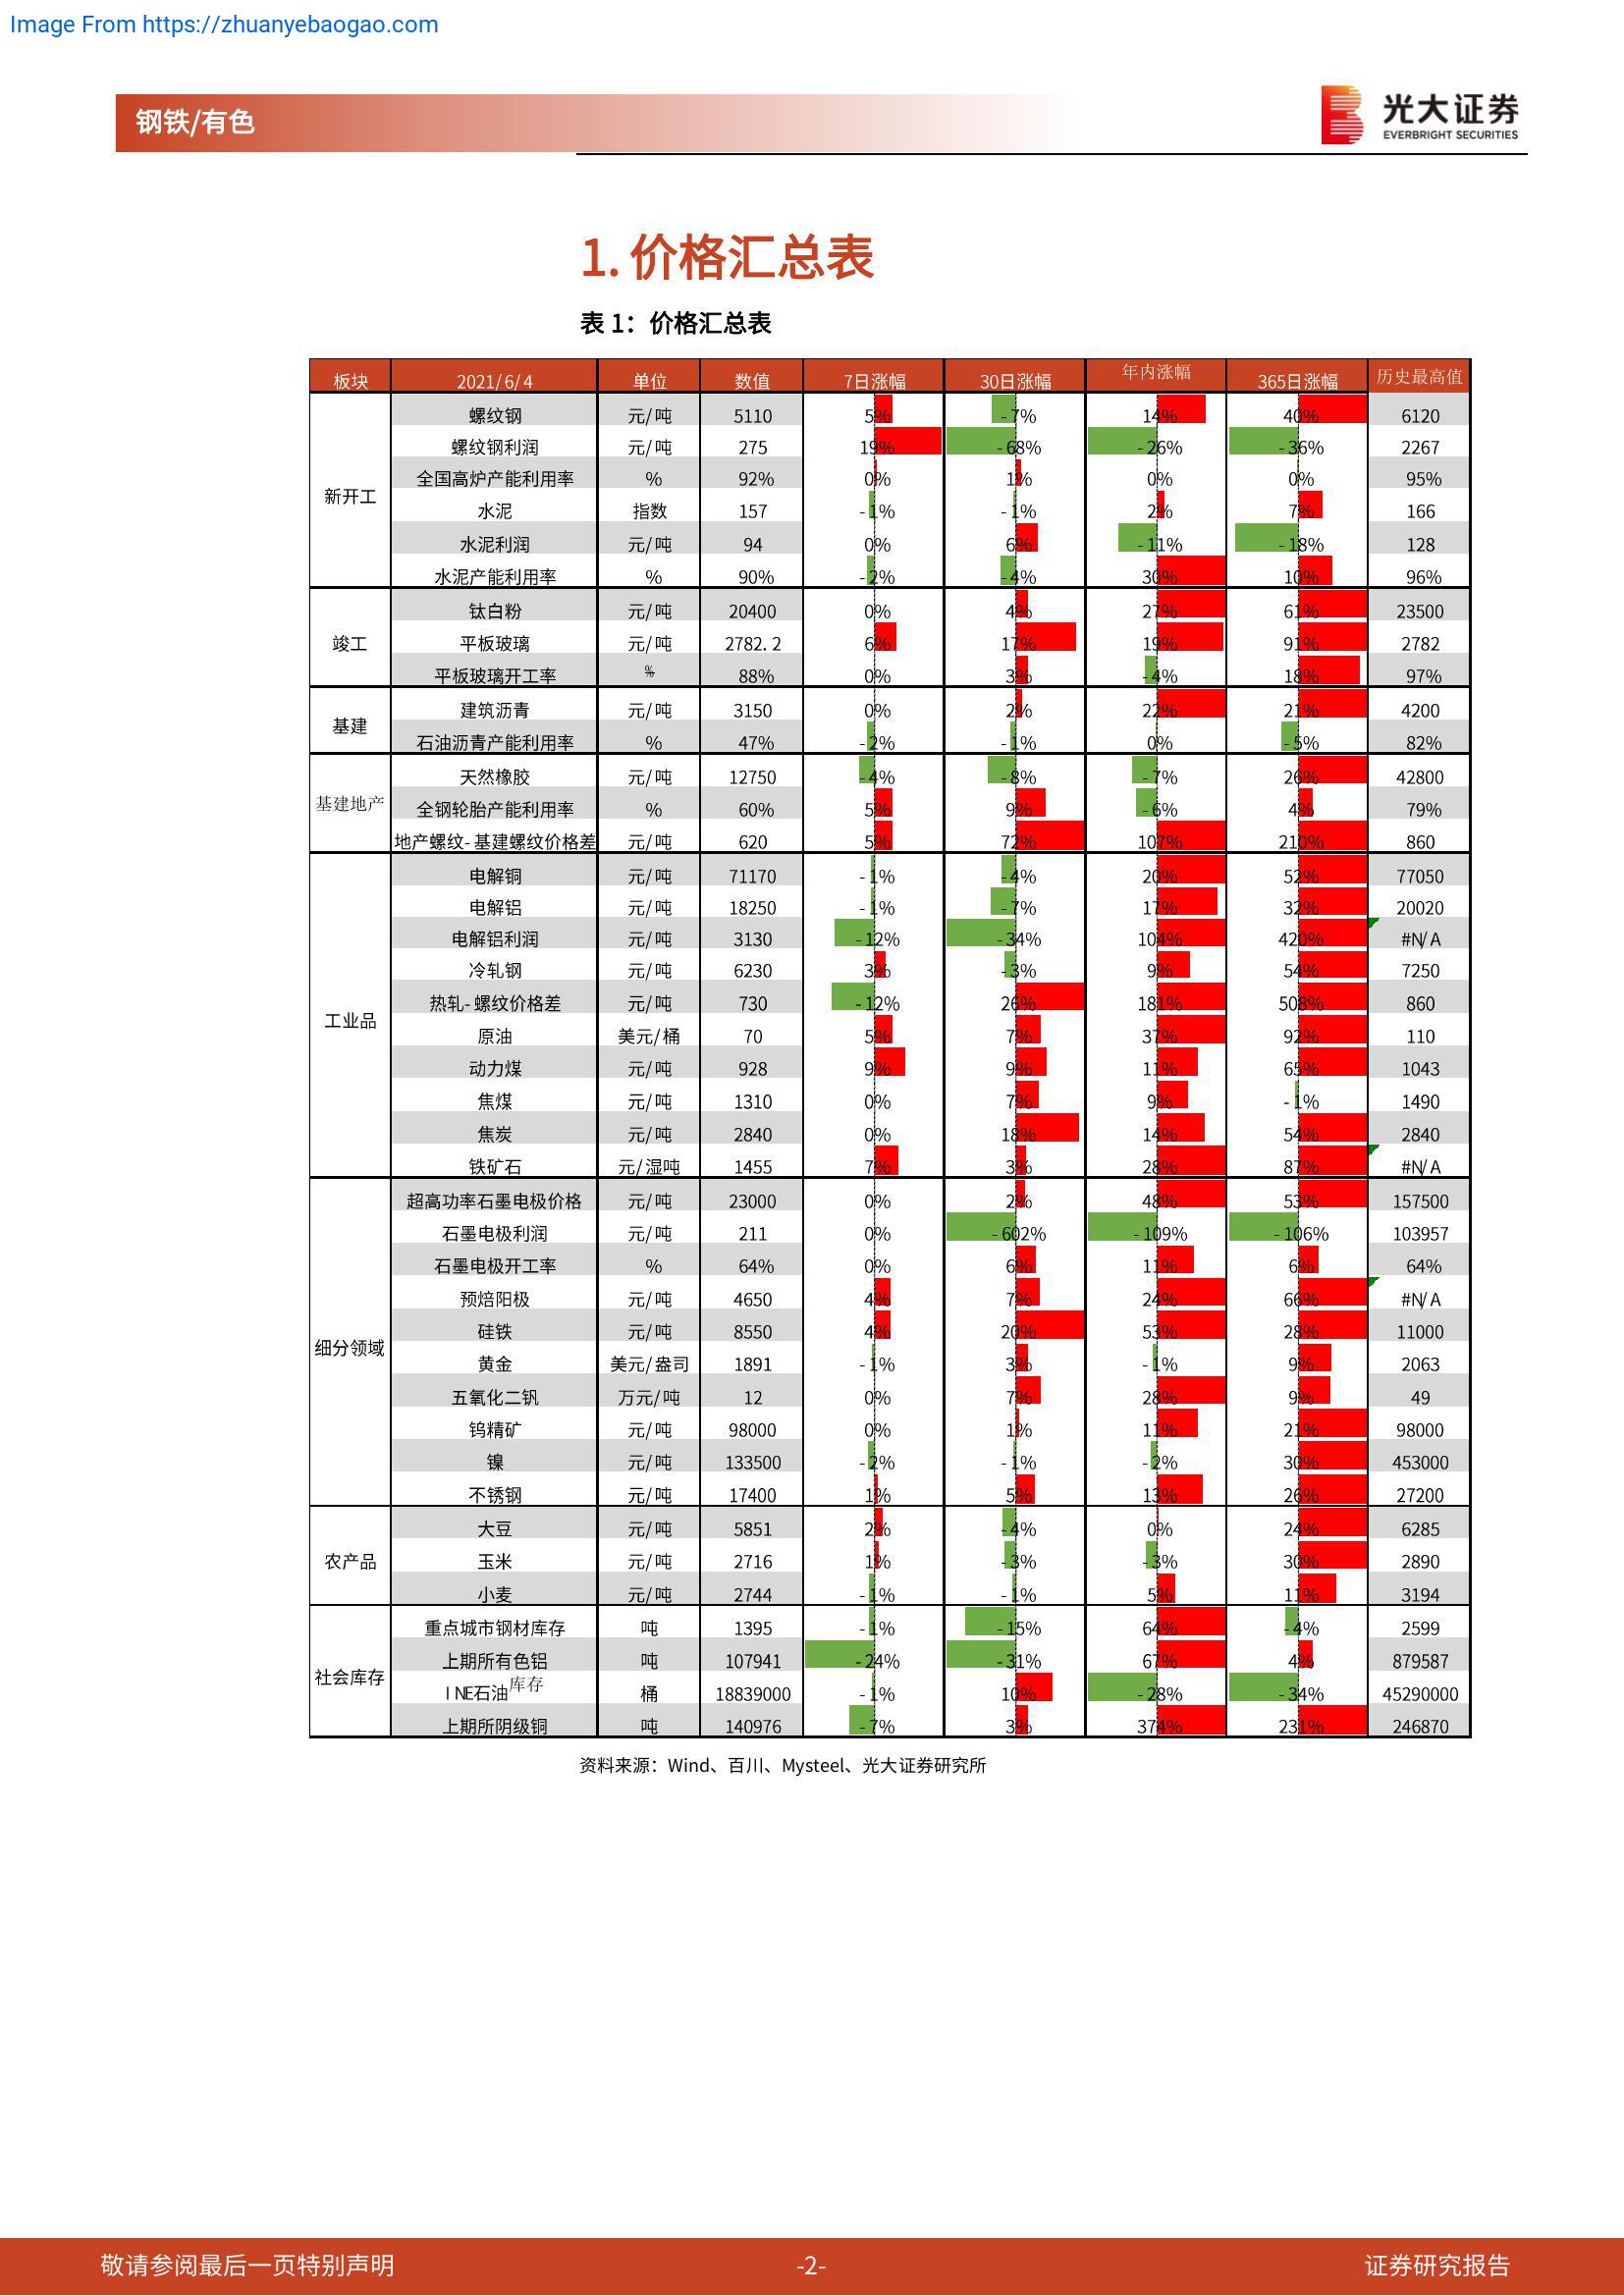 Image From https://zhuanyebaogao.com
钢铁/有色
光大证券
EVERBRIGHT SECURITIES
1. 价格汇总表
表 1：价格汇总表
板块 2021/6/4 单位 数值 7日涨幅 30日涨幅 年内涨幅 365日涨幅 历史最高值
新开工
螺纹钢 元/吨 5110 5% -7% 14% 40% 6120
螺纹钢利润 元/吨 275 19% -68% -26% -36% 2267
全国高炉产能利用率 % 92% 0% 1% 0% 0% 95%
水泥 指数 157 -1% -1% 2% 7% 166
水泥利润 元/吨 94 0% 6% -11% -18% 128
水泥产能利用率 % 90% -2% -4% 30% 10% 96%
竣工
钛白粉 元/吨 20400 0% 4% 27% 61% 23500
平板玻璃 元/吨 2782.2 6% 17% 19% 91% 2782
平板玻璃开工率 % 88% 0% 3% -4% 18% 97%
基建
建筑沥青 元/吨 3150 0% 2% 22% 21% 4200
石油沥青产能利用率 % 47% -2% -1% 0% -5% 82%
基建地产
天然橡胶 元/吨 12750 -4% -8% -7% 26% 42800
全钢轮胎产能利用率 % 60% 5% 9% -6% 4% 79%
地产螺纹-基建螺纹价格差 元/吨 620 5% 72% 107% 210% 860
工业品
电解铜 元/吨 71170 -1% -4% 20% 52% 77050
电解铝 元/吨 18250 -1% -7% 17% 32% 20020
电解铝利润 元/吨 3130 -12% -34% 104% 420% #N/A
冷轧钢 元/吨 6230 3% -3% 9% 54% 7250
热轧-螺纹价格差 元/吨 730 -12% 26% 181% 508% 860
原油 美元/桶 70 5% 7% 37% 92% 110
动力煤 元/吨 928 9% 9% 11% 65% 1043
焦煤 元/吨 1310 0% 7% 9% -1% 1490
焦炭 元/吨 2840 0% 18% 14% 54% 2840
铁矿石 元/湿吨 1455 7% 3% 28% 87% #N/A
细分领域
超高功率石墨电极价格 元/吨 23000 0% 2% 48% 53% 157500
石墨电极利润 元/吨 211 0% -602% -109% -106% 103957
石墨电极开工率 % 64% 0% 6% 11% 6% 64%
预焙阳极 元/吨 4650 4% 7% 24% 66% #N/A
硅铁 元/吨 8550 4% 20% 53% 28% 11000
黄金 美元/盎司 1891 -1% 3% -1% 9% 2063
五氧化二钒 万元/吨 12 0% 7% 28% 9% 49
钨精矿 元/吨 98000 0% 1% 11% 21% 98000
镍 元/吨 133500 -2% -1% -2% 30% 453000
不锈钢 元/吨 17400 1% 5% 13% 26% 27200
农产品
大豆 元/吨 5851 2% -4% 0% 24% 6285
玉米 元/吨 2716 1% -3% -3% 30% 2890
小麦 元/吨 2744 -1% -1% 5% 11% 3194
社会库存
重点城市钢材库存 吨 1395 -1% -15% 64% -4% 2599
上期所有色铝 吨 107941 -24% -31% 67% 4% 879587
INE石油库存 桶 18839000 -1% 10% -28% -34% 45290000
上期所阴级铜 吨 140976 -7% 3% 374% 231% 246870
资料来源：Wind、百川、Mysteel、光大证券研究所
敬请参阅最后一页特别声明 -2- 证券研究报告